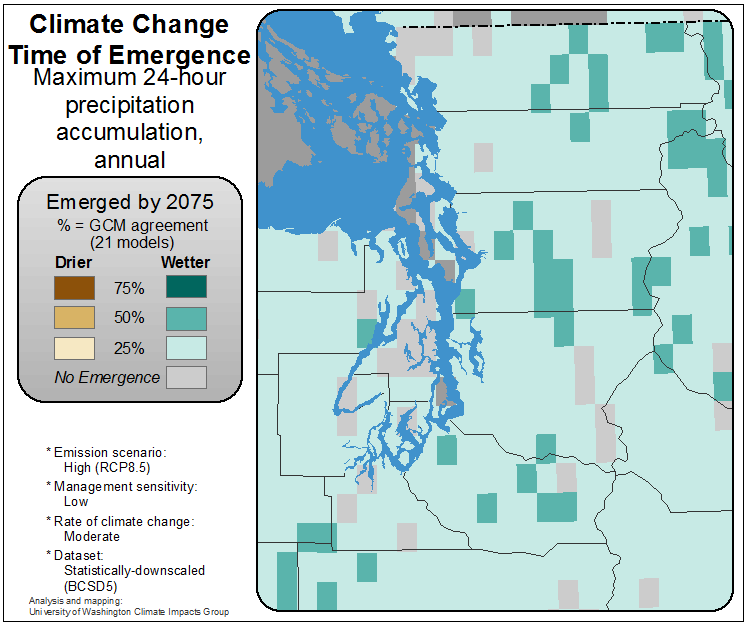 Climate Change
Time of Emergence
Maximum 24-hour
precipitation
accumulation,
annual
Emerged by 2075
% = GCM agreement
(21 models)
Drier Wetter
75%
50%
25%
No Emergence
* Emission scenario:
High (RCP8.5)
* Management sensitivity:
Low
* Rate of climate change:
Moderate
* Dataset:
Statistically-downscaled
(BCSD5)
Analysis and mapping:
University of Washington Climate Impacts Group